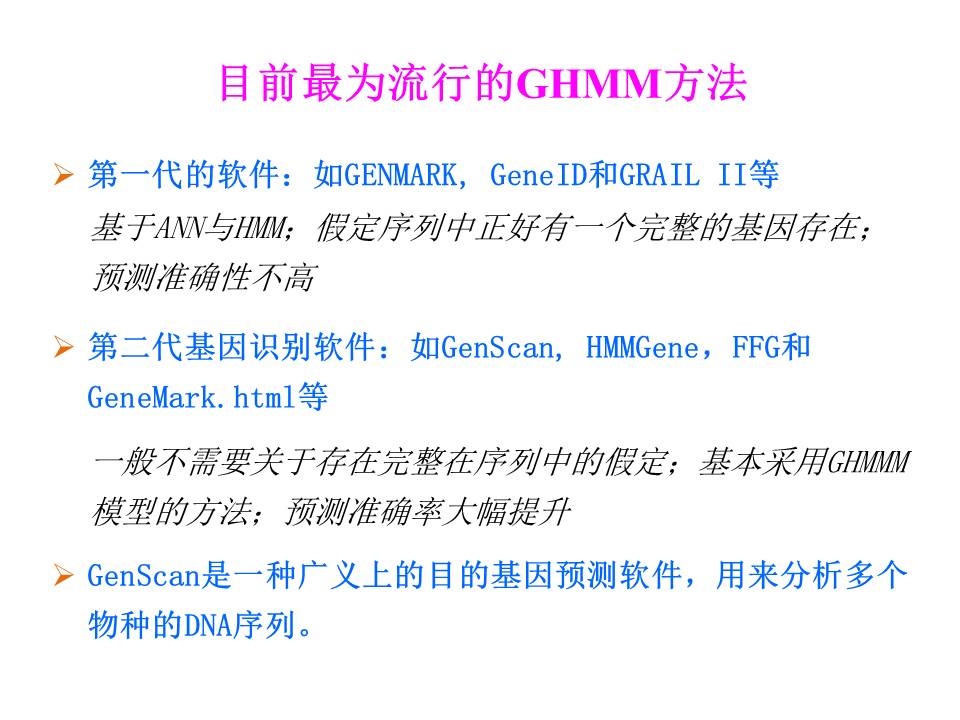 目前最为流行的GHMM方法
第一代的软件：如GENMARK, GeneID和GRAIL II等
基于ANN与HMM；假定序列中正好有一个完整的基因存在；
预测准确性不高
第二代基因识别软件：如GenScan, HMMGene，FFG和
GeneMark.html等
一般不需要关于存在完整在序列中的假定；基本采用GHMMM
模型的方法；预测准确率大幅提升
GenScan是一种广义上的目的基因预测软件，用来分析多个
物种的DNA序列。